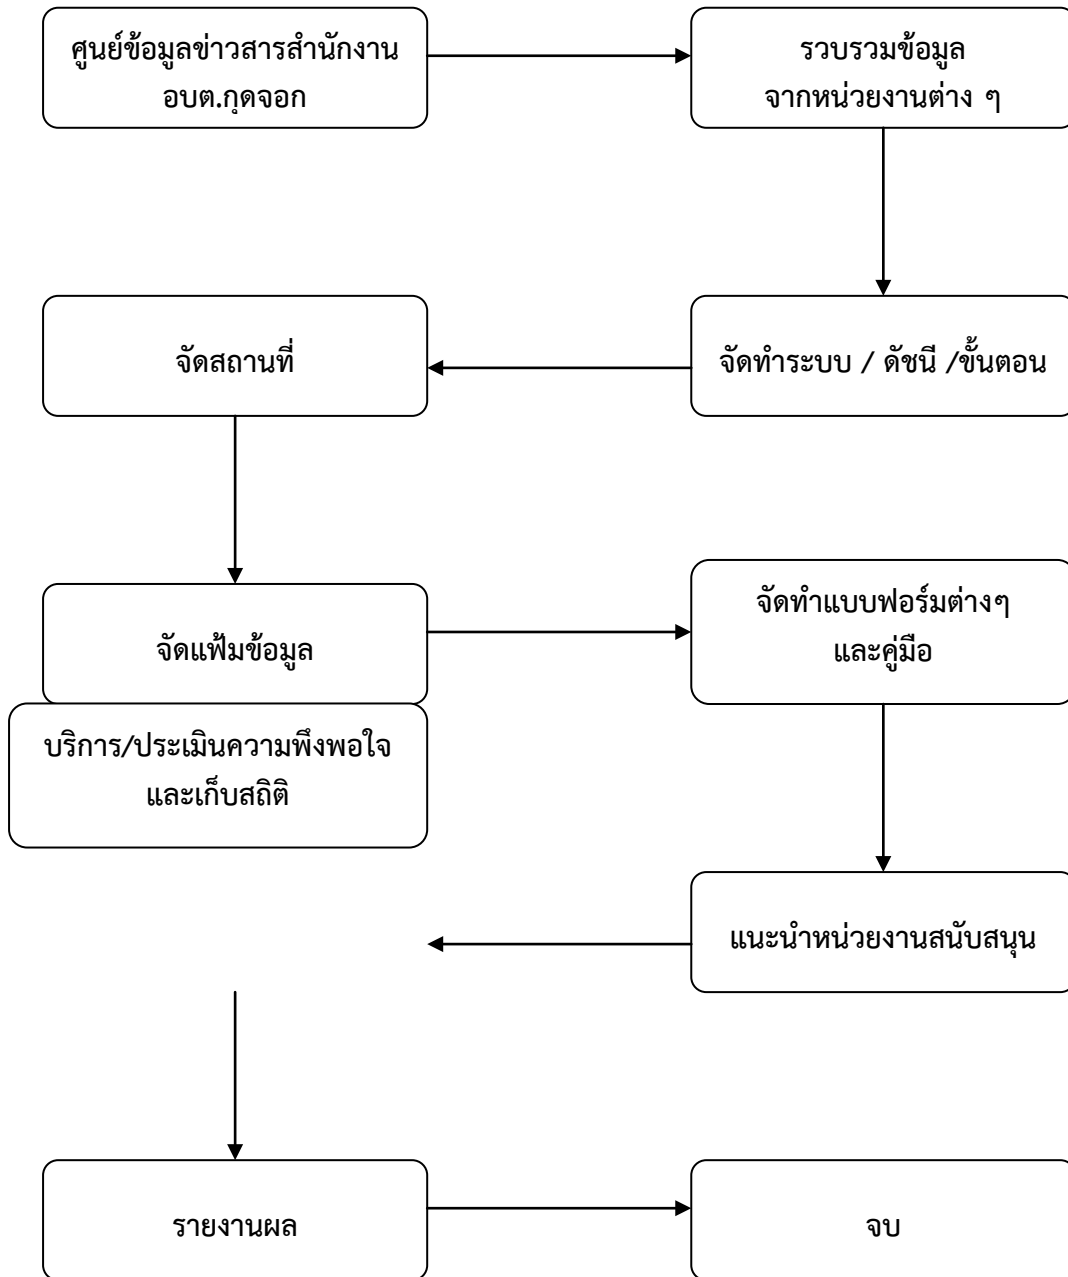 ศูนย์ข้อมูลข่าวสารสำนักงาน
อบต.กุดจอก
รวบรวมข้อมูล
จากหน่วยงานต่าง ๆ
จัดทำระบบ / ดัชนี /ขั้นตอน
จัดสถานที่
จัดแฟ้มข้อมูล
จัดทำแบบฟอร์มต่างๆ
และคู่มือ
แนะนำหน่วยงานสนับสนุน
บริการ/ประเมินความพึงพอใจ
และเก็บสถิติ
รายงานผล
จบ